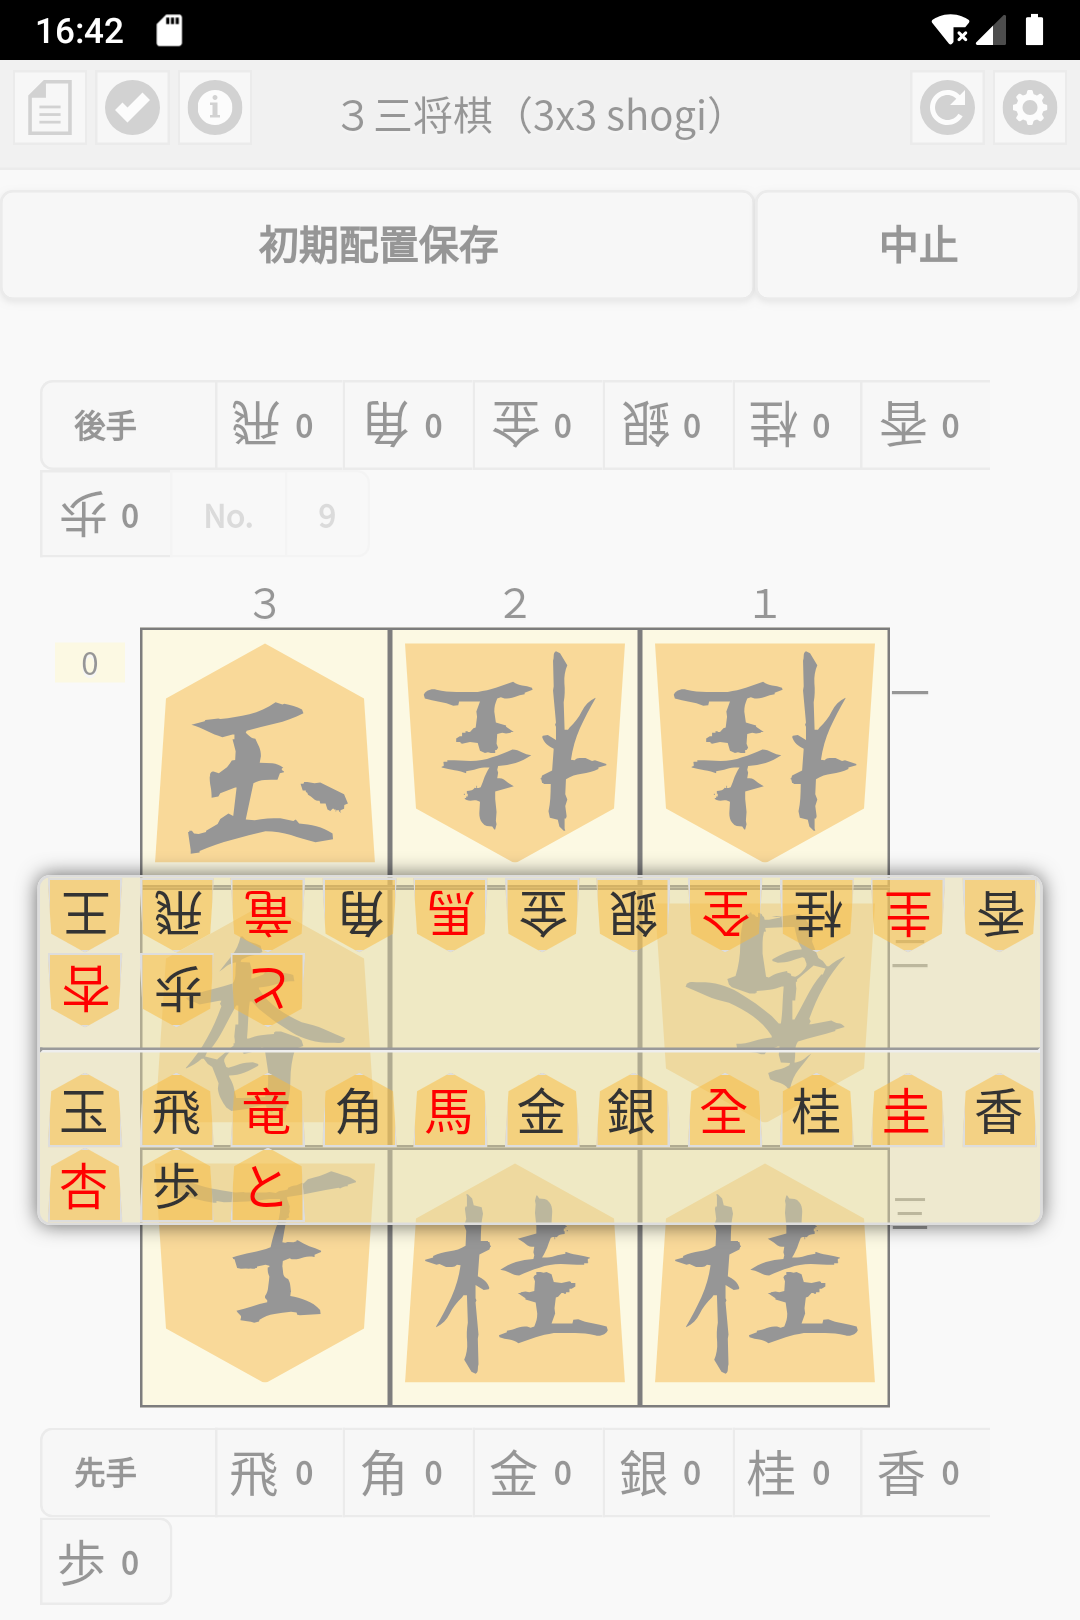 16:42
３三将棋（3x3 shogi）
初期配置保存 中止
後手 飛 0 角 0 金 0 銀 0 桂 0 香 0
歩 0 No. 9
３ ２ １
0
玉 桂 桂 一
王 飛 竜 角 馬 金 銀 全 桂 圭 香
香 歩 二
杏 歩 と
玉 飛 竜 角 馬 金 銀 全 桂 圭 香
杏 歩 と
王 桂 桂 三
先手 飛 0 角 0 金 0 銀 0 桂 0 香 0
歩 0